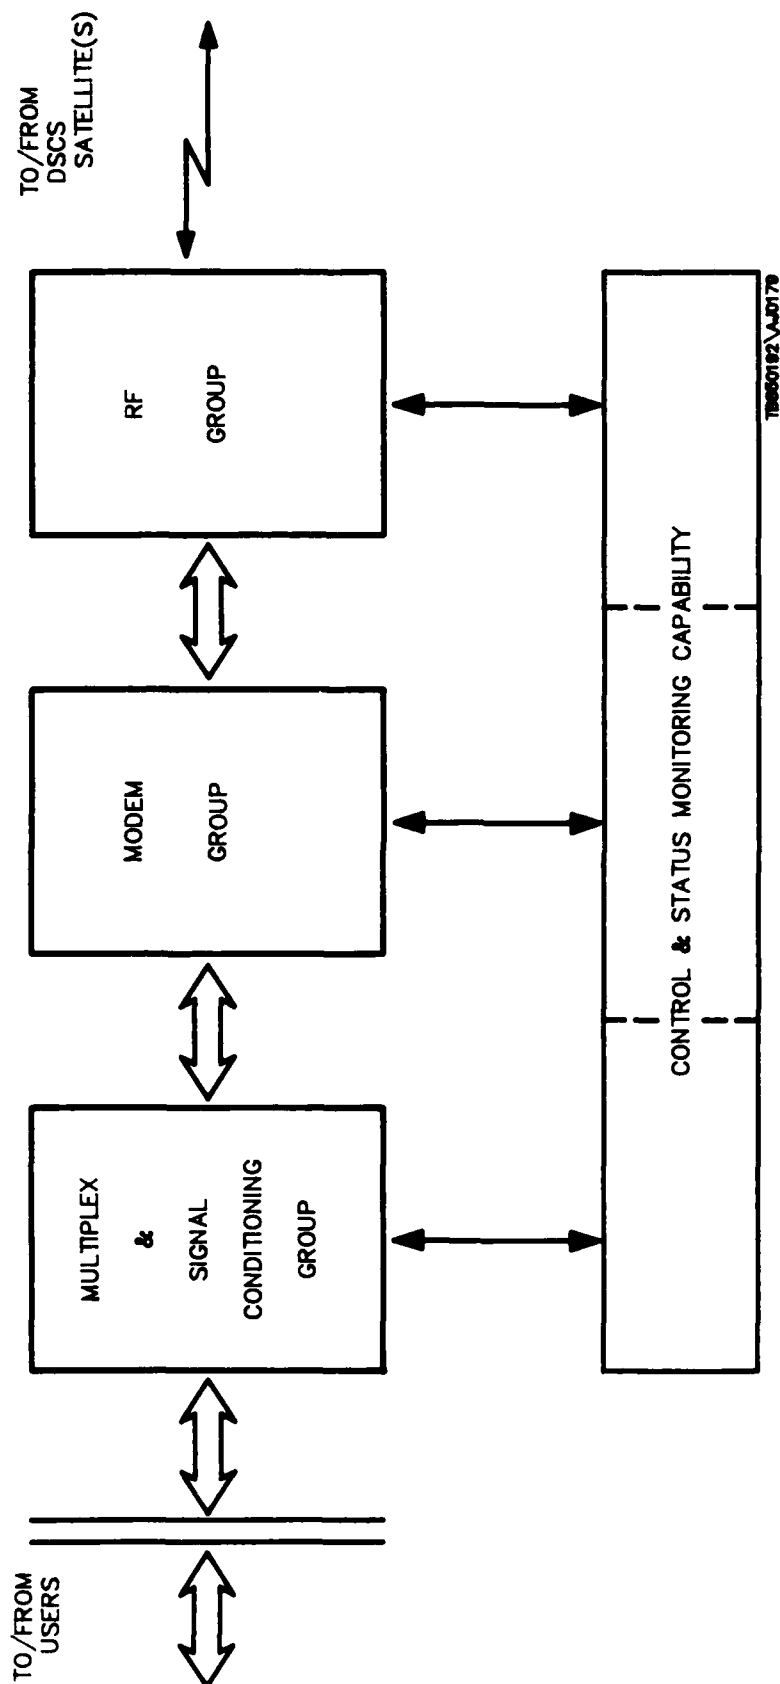 TO/FROM
USERS
MULTIPLEX
&
SIGNAL
CONDITIONING
GROUP
MODEM
GROUP
RF
GROUP
TO/FROM
DSCS
SATELLITE(S)
CONTROL & STATUS MONITORING CAPABILITY